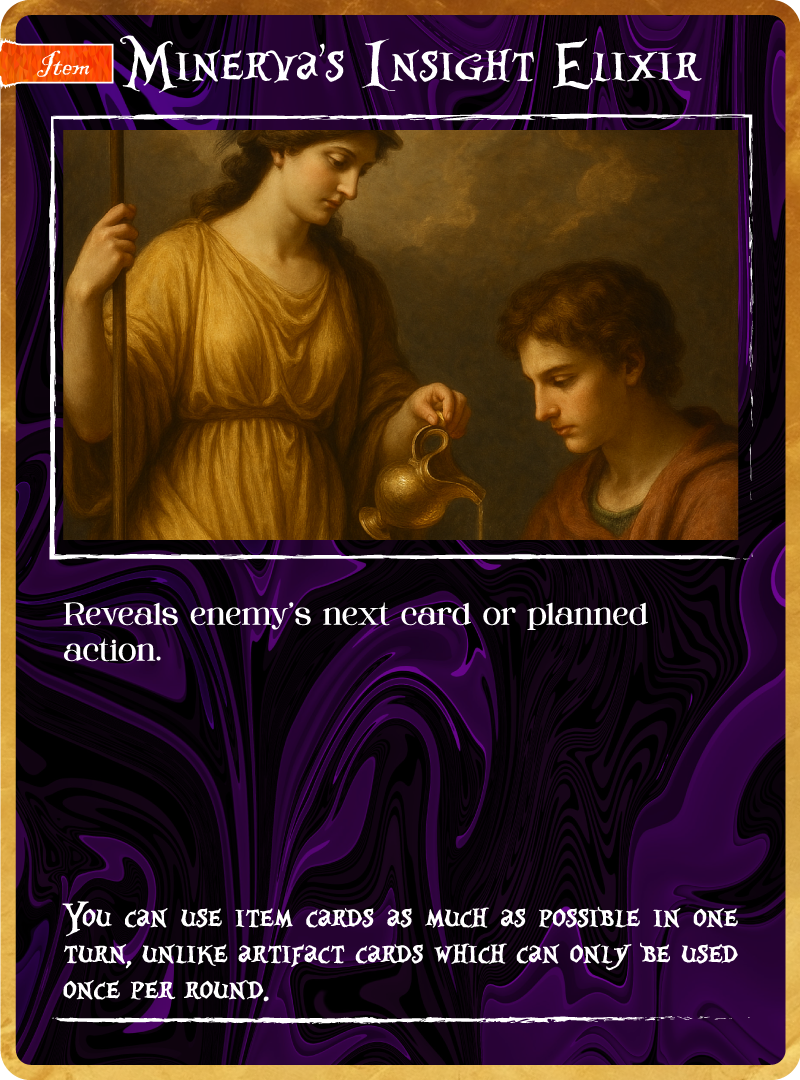 Item
Minerva's Insight Elixir
Reveals enemy's next card or planned
action.
You can use item cards as much as possible in one
turn, unlike artifact cards which can only be used
once per round.